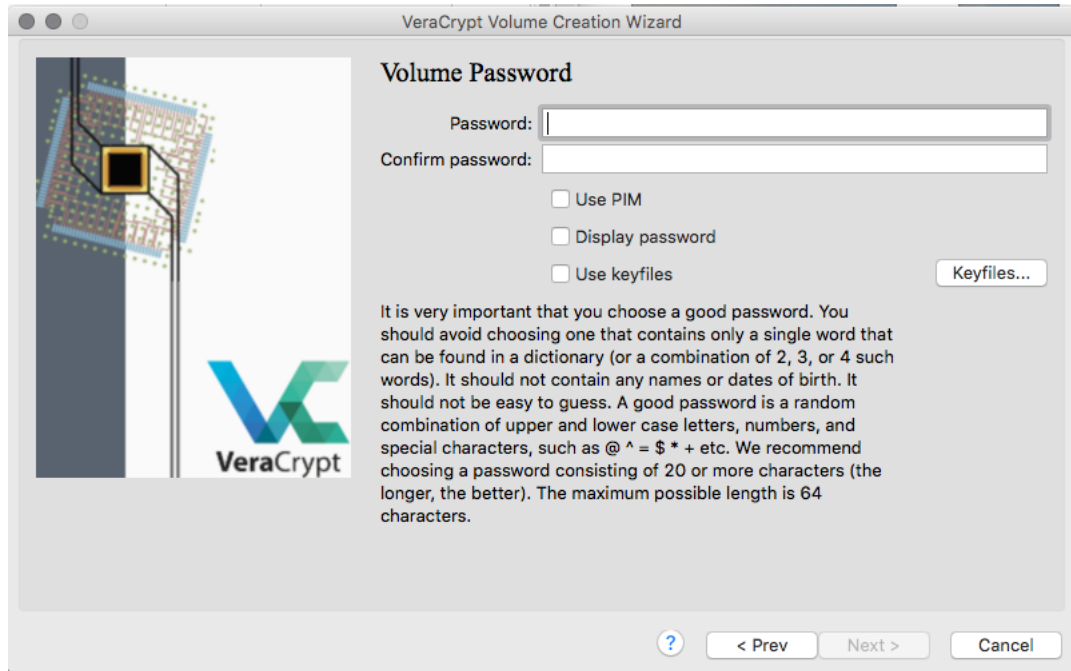 VeraCrypt Volume Creation Wizard
Volume Password
Password:
Confirm password:
Use PIM
Display password
Use keyfiles
Keyfiles...
It is very important that you choose a good password. You
should avoid choosing one that contains only a single word that
can be found in a dictionary (or a combination of 2, 3, or 4 such
words). It should not contain any names or dates of birth. It
should not be easy to guess. A good password is a random
combination of upper and lower case letters, numbers, and
special characters, such as @ ^ = $ * + etc. We recommend
choosing a password consisting of 20 or more characters (the
longer, the better). The maximum possible length is 64
characters.
VeraCrypt
?
< Prev
Next >
Cancel